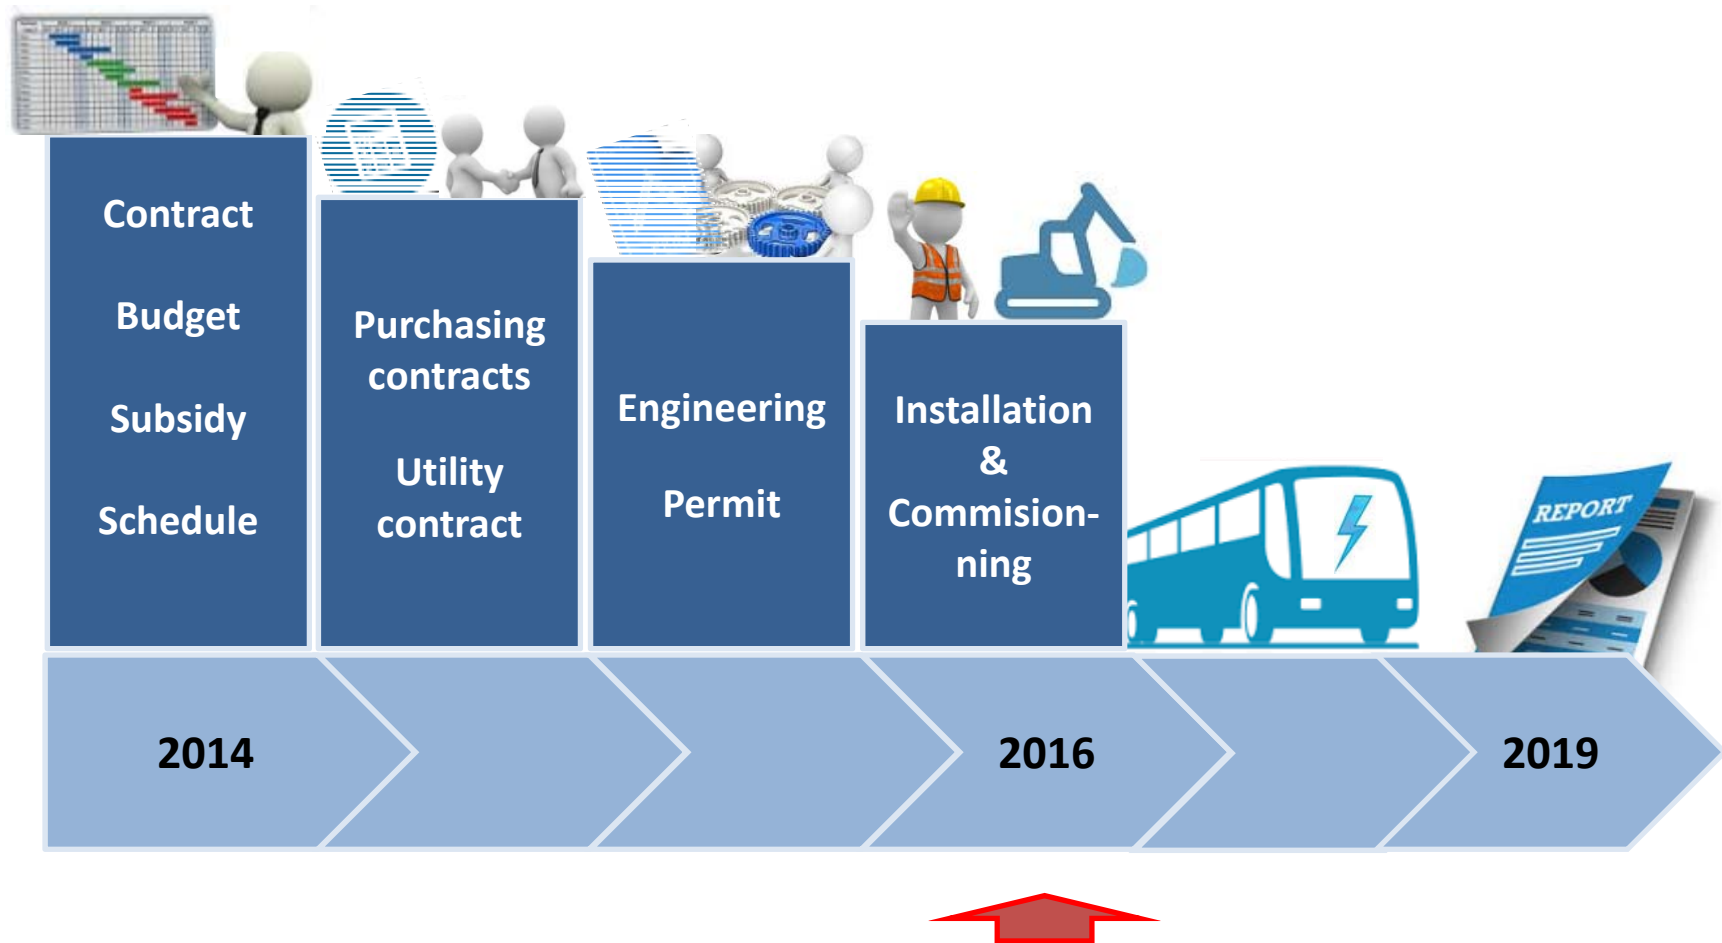 Contract
Budget
Subsidy
Schedule
Purchasing
contracts
Utility
contract
Engineering
Permit
Installation
&
Commision-
ning
REPORT
2014
2016
2019